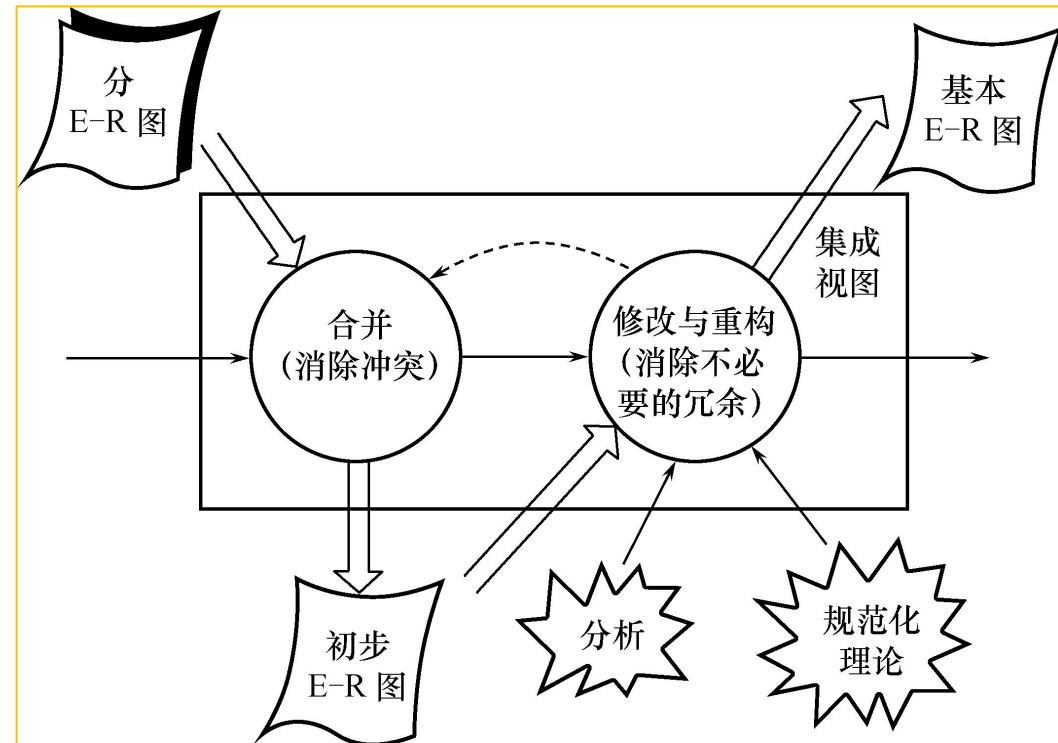 分
E-R 图
基本
E-R 图
集成
视图
合并
（消除冲突）
修改与重构
（消除不必
要的冗余）
初步
E-R 图
分析
规范化
理论